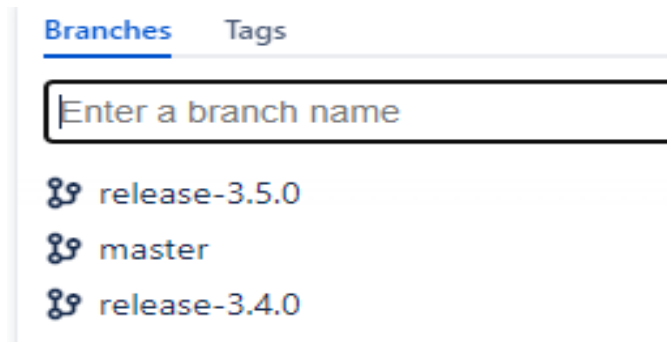 Branches Tags
Enter a branch name
release-3.5.0
master
release-3.4.0